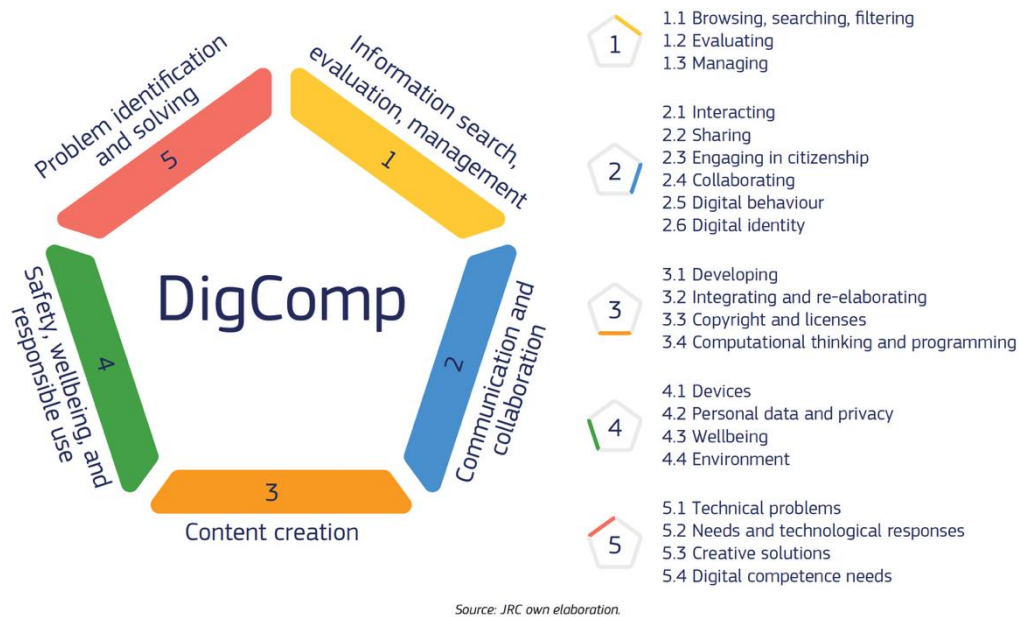 Problem identification
and solving
5
Information search,
evaluation, management
1
DigComp
Safety, wellbeing, and
responsible use
4
Communication and
collaboration
2
3
Content creation
1
1.1 Browsing, searching, filtering
1.2 Evaluating
1.3 Managing
2
2.1 Interacting
2.2 Sharing
2.3 Engaging in citizenship
2.4 Collaborating
2.5 Digital behaviour
2.6 Digital identity
3
3.1 Developing
3.2 Integrating and re-elaborating
3.3 Copyright and licenses
3.4 Computational thinking and programming
4
4.1 Devices
4.2 Personal data and privacy
4.3 Wellbeing
4.4 Environment
5
5.1 Technical problems
5.2 Needs and technological responses
5.3 Creative solutions
5.4 Digital competence needs
Source: JRC own elaboration.